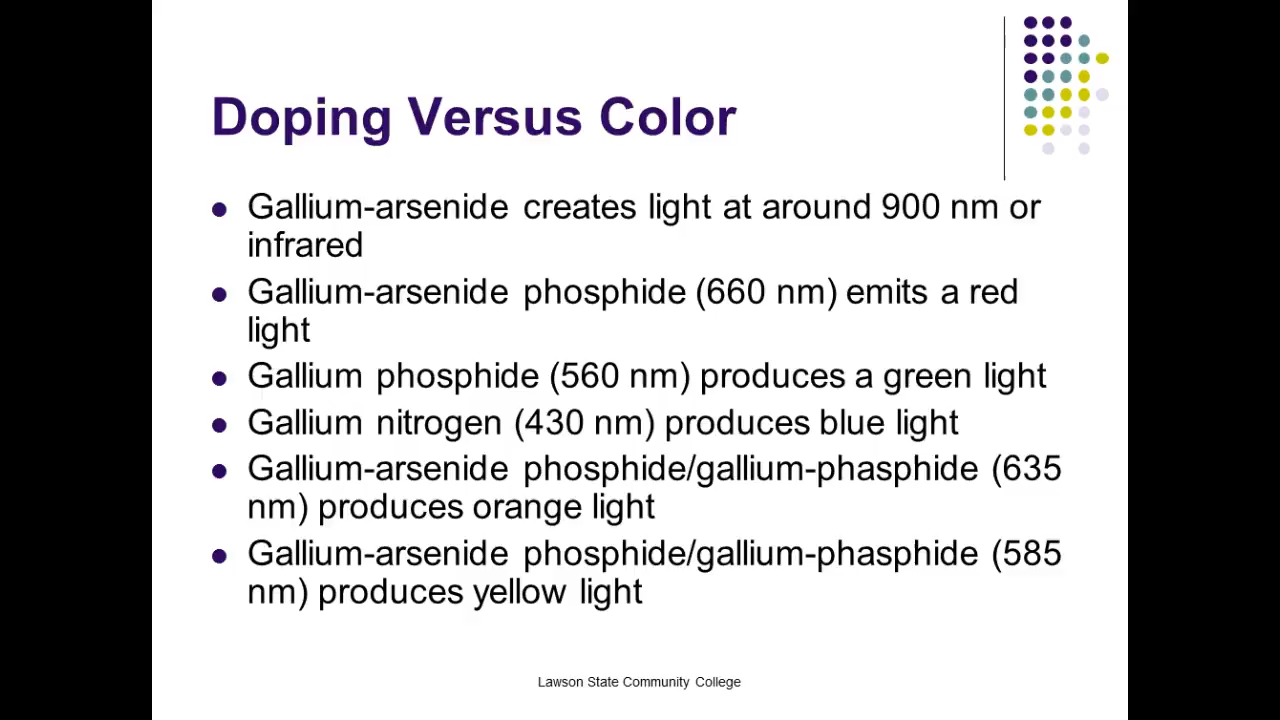 Doping Versus Color
Gallium-arsenide creates light at around 900 nm or
infrared
Gallium-arsenide phosphide (660 nm) emits a red
light
Gallium phosphide (560 nm) produces a green light
Gallium nitrogen (430 nm) produces blue light
Gallium-arsenide phosphide/gallium-phasphide (635
nm) produces orange light
Gallium-arsenide phosphide/gallium-phasphide (585
nm) produces yellow light
Lawson State Community College